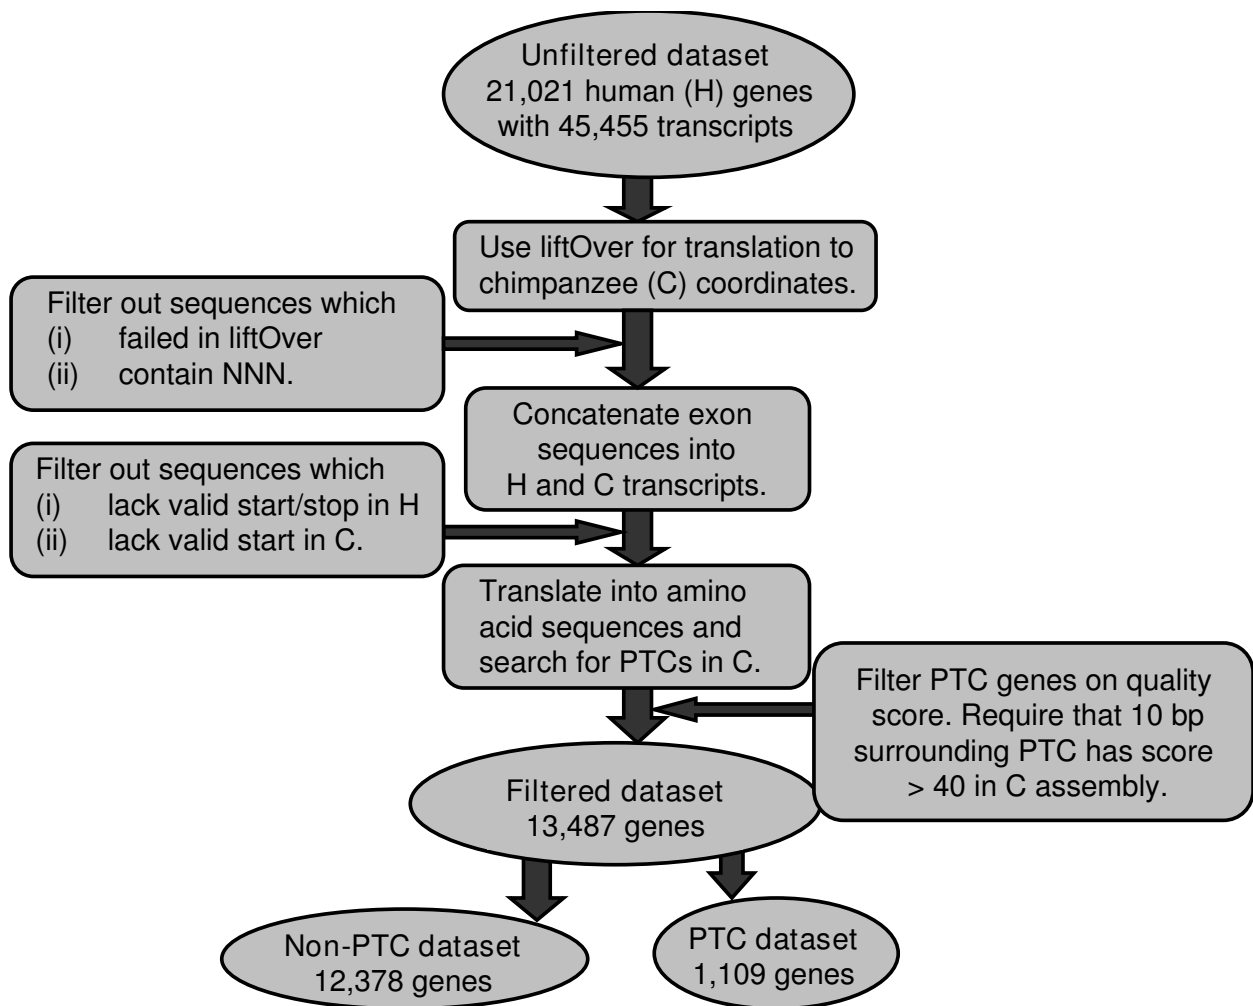 Unfiltered dataset
21,021 human (H) genes
with 45,455 transcripts
Use liftOver for translation to
chimpanzee (C) coordinates.
Filter out sequences which
(i) failed in liftOver
(ii) contain NNN.
Concatenate exon
sequences into
H and C transcripts.
Filter out sequences which
(i) lack valid start/stop in H
(ii) lack valid start in C.
Translate into amino
acid sequences and
search for PTCs in C.
Filter PTC genes on quality
score. Require that 10 bp
surrounding PTC has score
> 40 in C assembly.
Filtered dataset
13,487 genes
Non-PTC dataset
12,378 genes
PTC dataset
1,109 genes